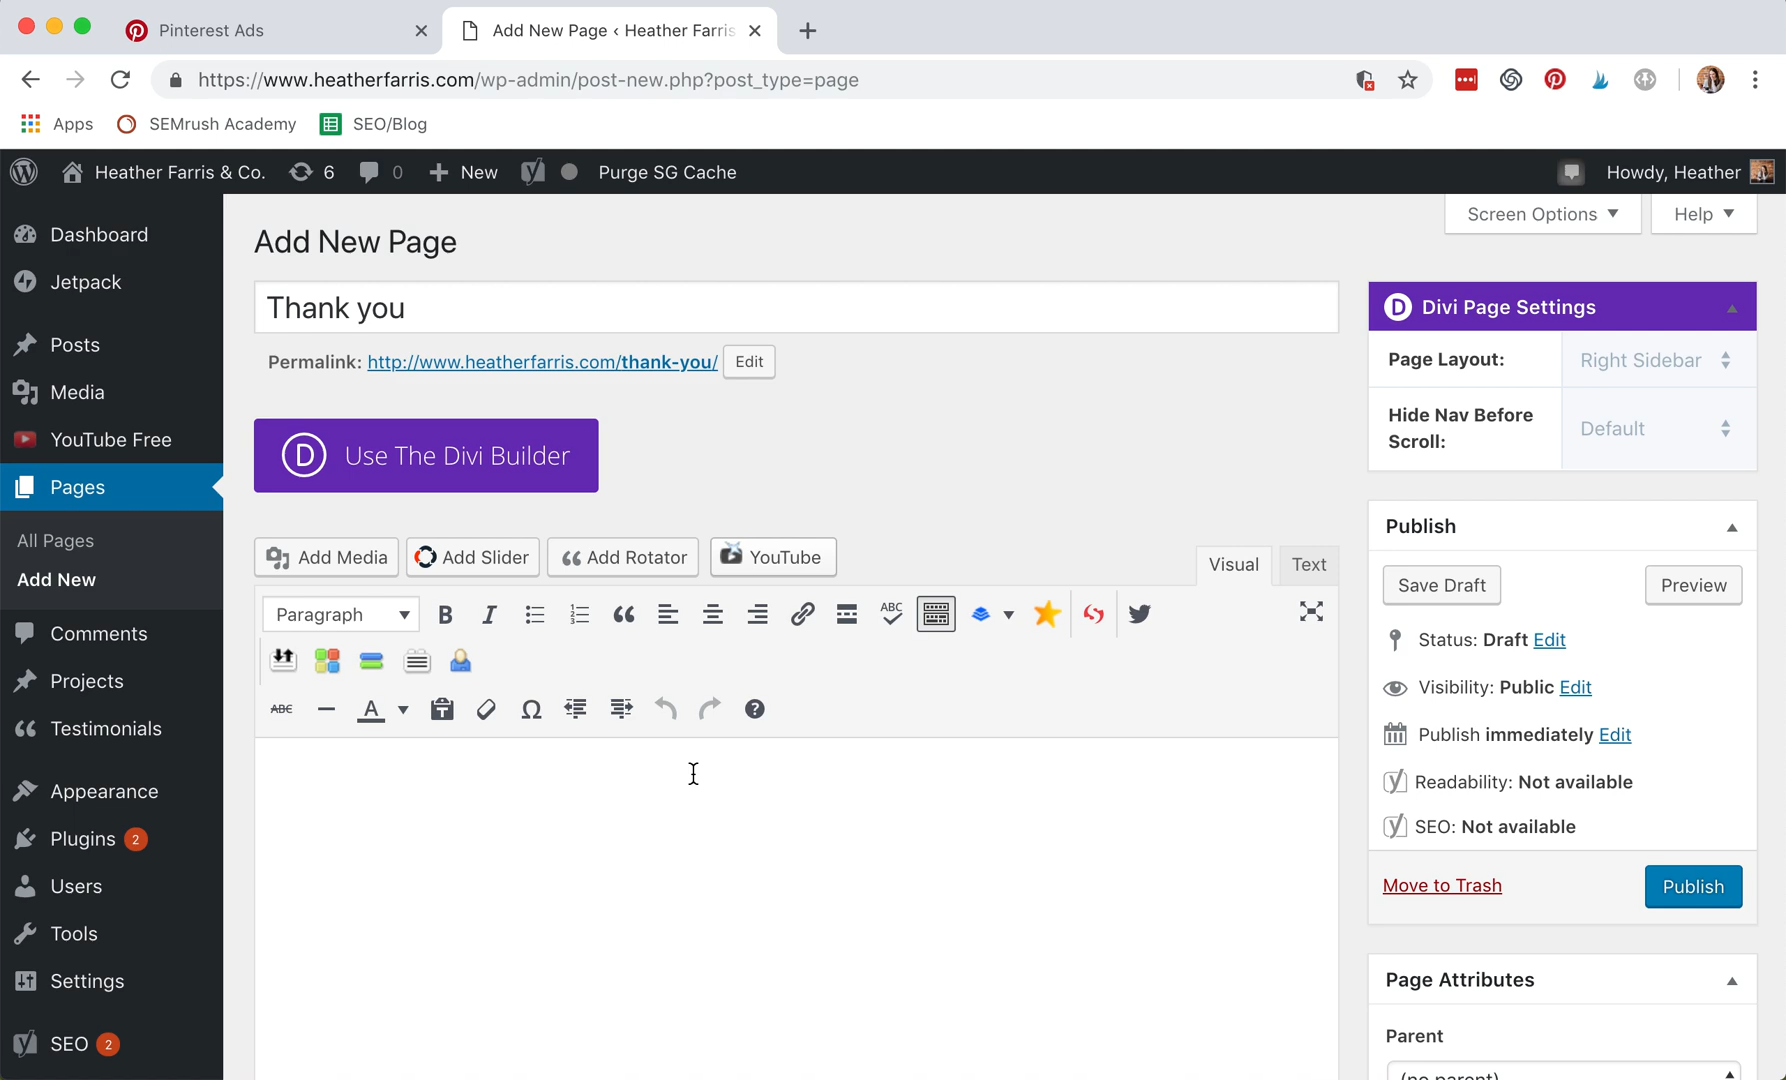 Pinterest Ads
Add New Page ‹ Heather Farris
https://www.heatherfarris.com/wp-admin/post-new.php?post_type=page
Apps
SEMrush Academy
SEO/Blog
Heather Farris & Co.
6
0
New
Purge SG Cache
Howdy, Heather
Dashboard
Jetpack
Posts
Media
YouTube Free
Pages
All Pages
Add New
Comments
Projects
Testimonials
Appearance
Plugins 2
Users
Tools
Settings
SEO 2
Screen Options
Help
Add New Page
Thank you
Permalink: http://www.heatherfarris.com/thank-you/ Edit
D Use The Divi Builder
Add Media
Add Slider
Add Rotator
YouTube
Visual
Text
Paragraph
B
I
ABC
ABC
A
Ω
D Divi Page Settings
Page Layout: Right Sidebar
Hide Nav Before
Scroll:
Default
Publish
Save Draft
Preview
Status: Draft Edit
Visibility: Public Edit
Publish immediately Edit
Readability: Not available
SEO: Not available
Move to Trash
Publish
Page Attributes
Parent
(no parent)